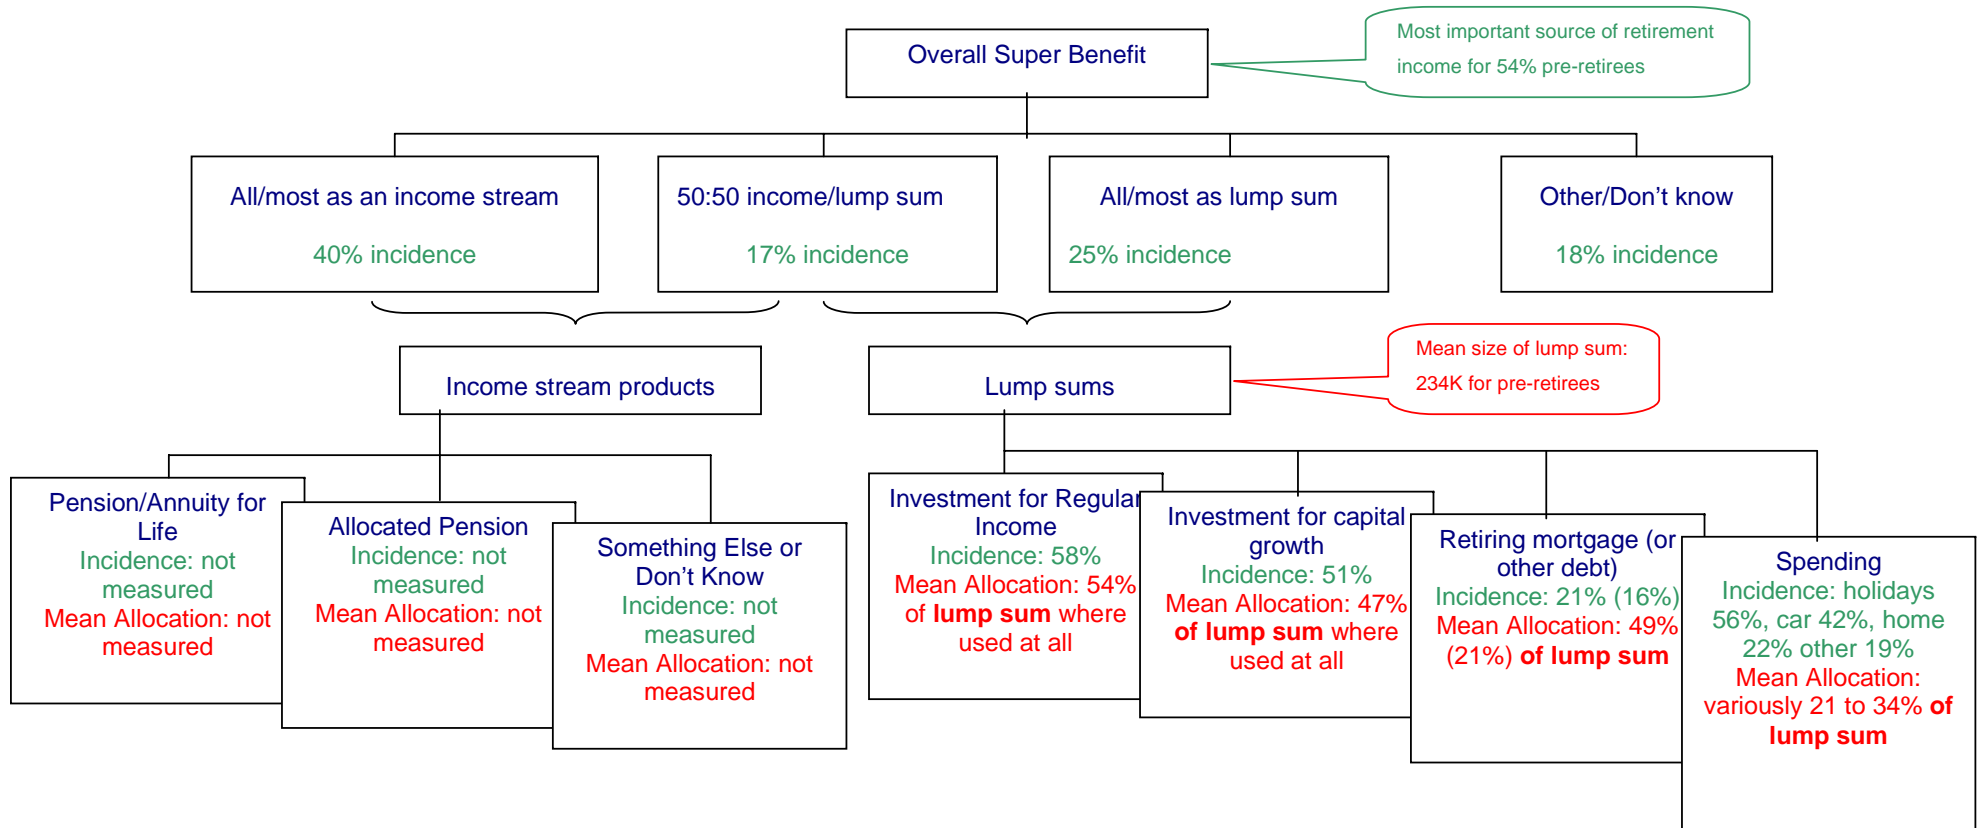 Most important source of retirement
income for 54% pre-retirees
Overall Super Benefit
All/most as an income stream
40% incidence
50:50 income/lump sum
17% incidence
All/most as lump sum
25% incidence
Other/Don’t know
18% incidence
Mean size of lump sum:
234K for pre-retirees
Income stream products
Lump sums
Pension/Annuity for
Life
Incidence: not
measured
Mean Allocation: not
measured
Allocated Pension
Incidence: not
measured
Mean Allocation: not
measured
Something Else or
Don’t Know
Incidence: not
measured
Mean Allocation: not
measured
Investment for Regular
Income
Incidence: 58%
Mean Allocation: 54%
of lump sum where
used at all
Investment for capital
growth
Incidence: 51%
Mean Allocation: 47%
of lump sum where
used at all
Retiring mortgage (or
other debt)
Incidence: 21% (16%)
Mean Allocation: 49%
(21%) of lump sum
Spending
Incidence: holidays
56%, car 42%, home
22% other 19%
Mean Allocation:
variously 21 to 34% of
lump sum